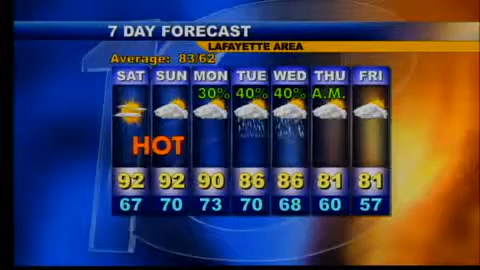 7 DAY FORECAST
LAFAYETTE AREA
Average: 83/62
SAT SUN MON TUE WED THU FRI
30% 40% 40% A.M.
HOT
92 92 90 86 86 81 81
67 70 73 70 68 60 57